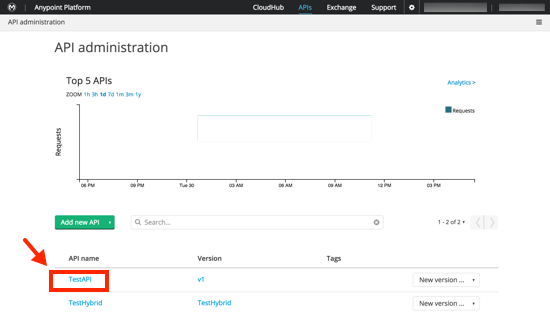 Anypoint Platform CloudHub APIs Exchange Support
API administration
API administration
Top 5 APIs Analytics >
ZOOM 1h 3h 1d 7d 1m 3m 1y
Requests
Requests
06 PM 09 PM Tue 30 03 AM 06 AM 09 AM 12 PM 03 PM
Add new API Search... 1 - 2 of 2
API name Version Tags
TestAPI v1 New version ...
TestHybrid TestHybrid New version ...